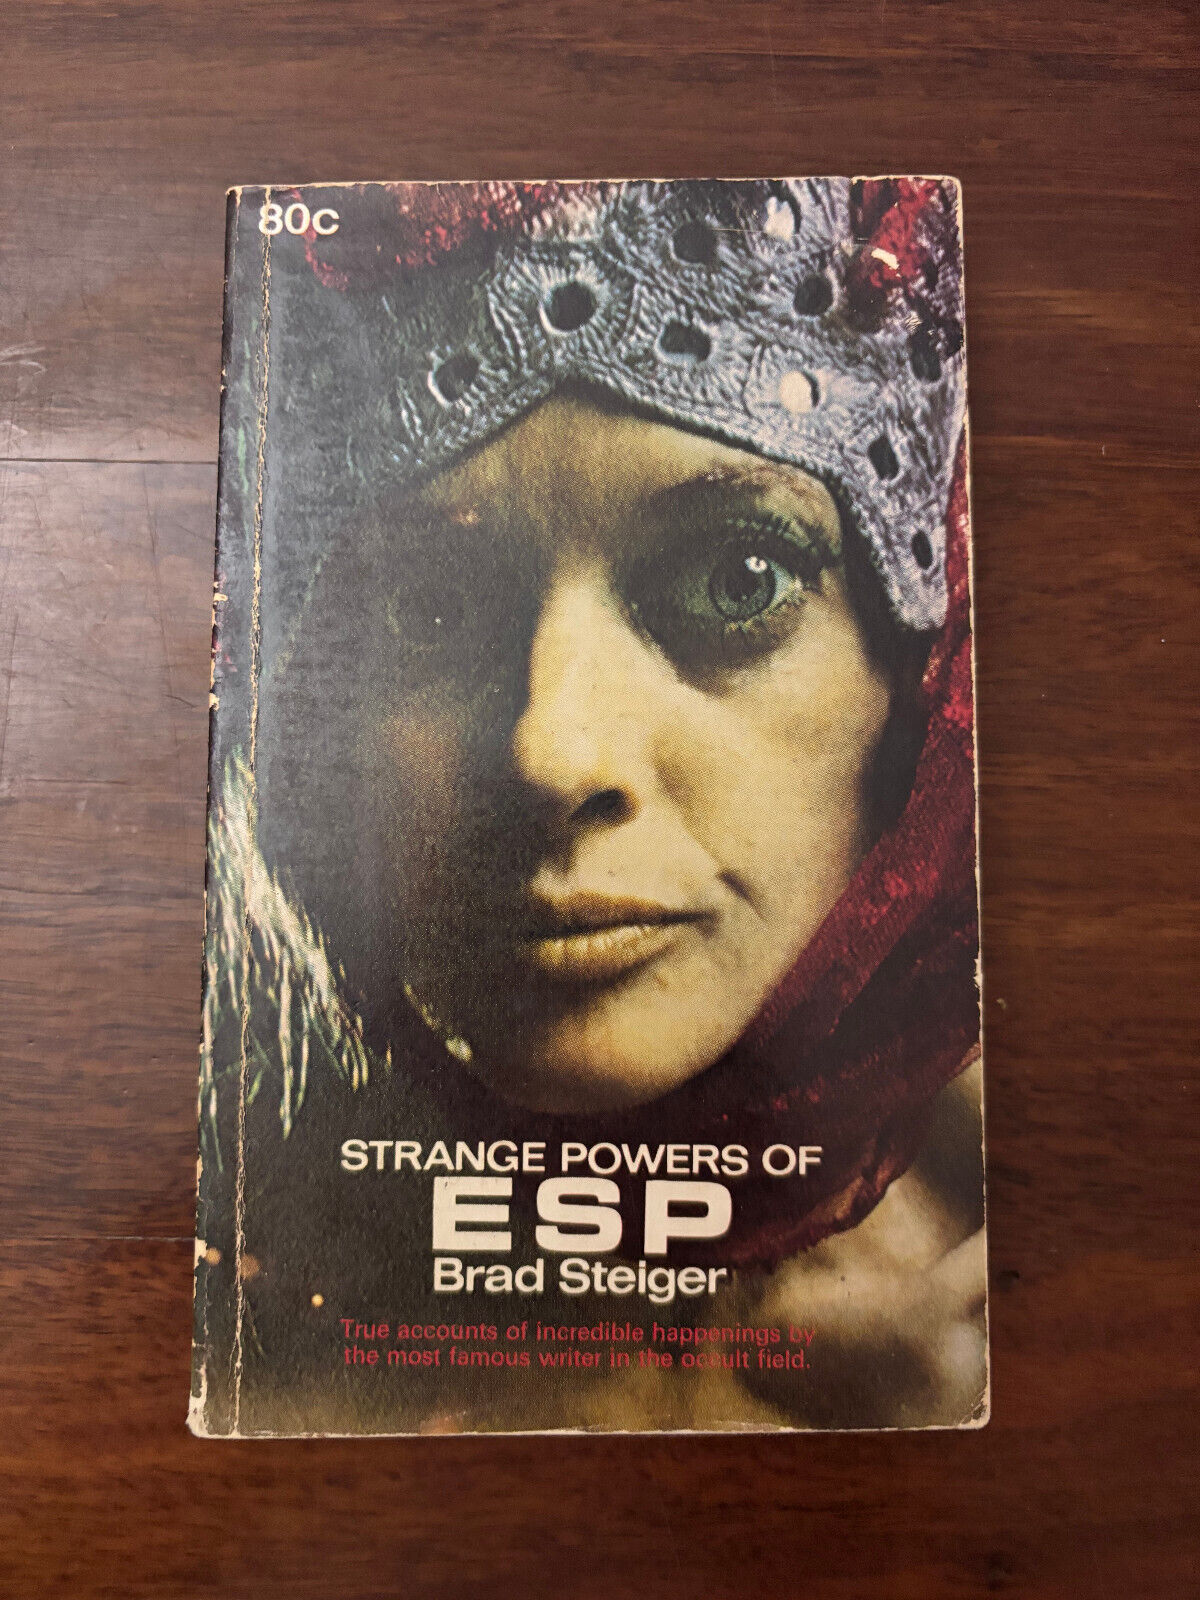 80c
STRANGE POWERS OF
ESP
Brad Steiger
True accounts of incredible happenings by
the most famous writer in the occult field.